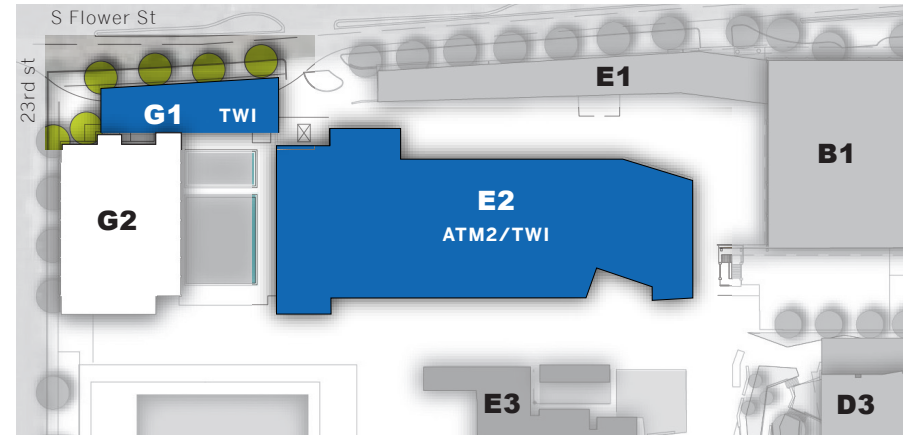 S Flower St
23rd st
E1
G1 TWI
B1
E2
G2
ATM2/TWI
E3
D3